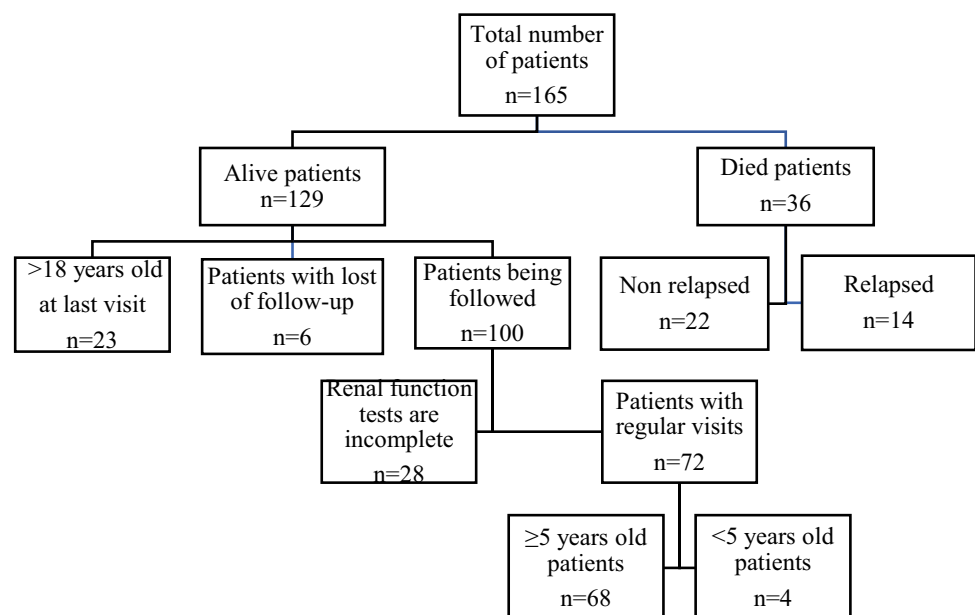 Total number
of patients
n=165
Alive patients
n=129
Died patients
n=36
>18 years old
at last visit
n=23
Patients with lost
of follow-up
n=6
Patients being
followed
n=100
Non relapsed
n=22
Relapsed
n=14
Renal function
tests are
incomplete
n=28
Patients with
regular visits
n=72
≥5 years old
patients
n=68
<5 years old
patients
n=4